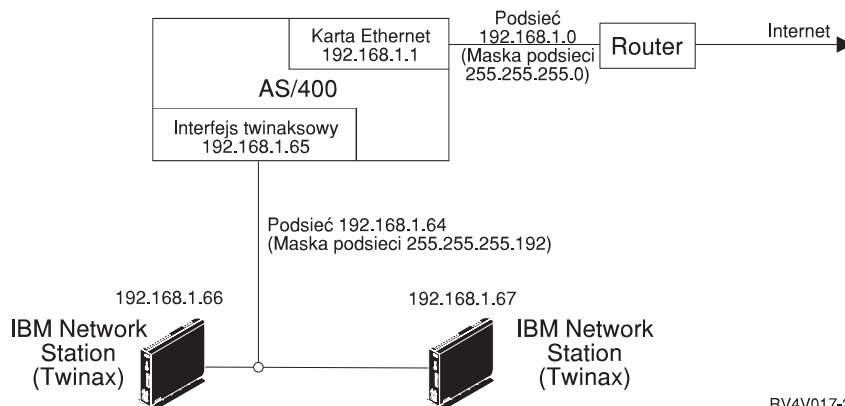 Karta Ethernet
192.168.1.1
AS/400
Interfejs twinaksowy
192.168.1.65
Podsieć
192.168.1.0
(Maska podsieci
255.255.255.0)
Router
Internet
Podsieć 192.168.1.64
(Maska podsieci 255.255.255.192)
192.168.1.66
IBM Network
Station
(Twinax)
192.168.1.67
IBM Network
Station
(Twinax)